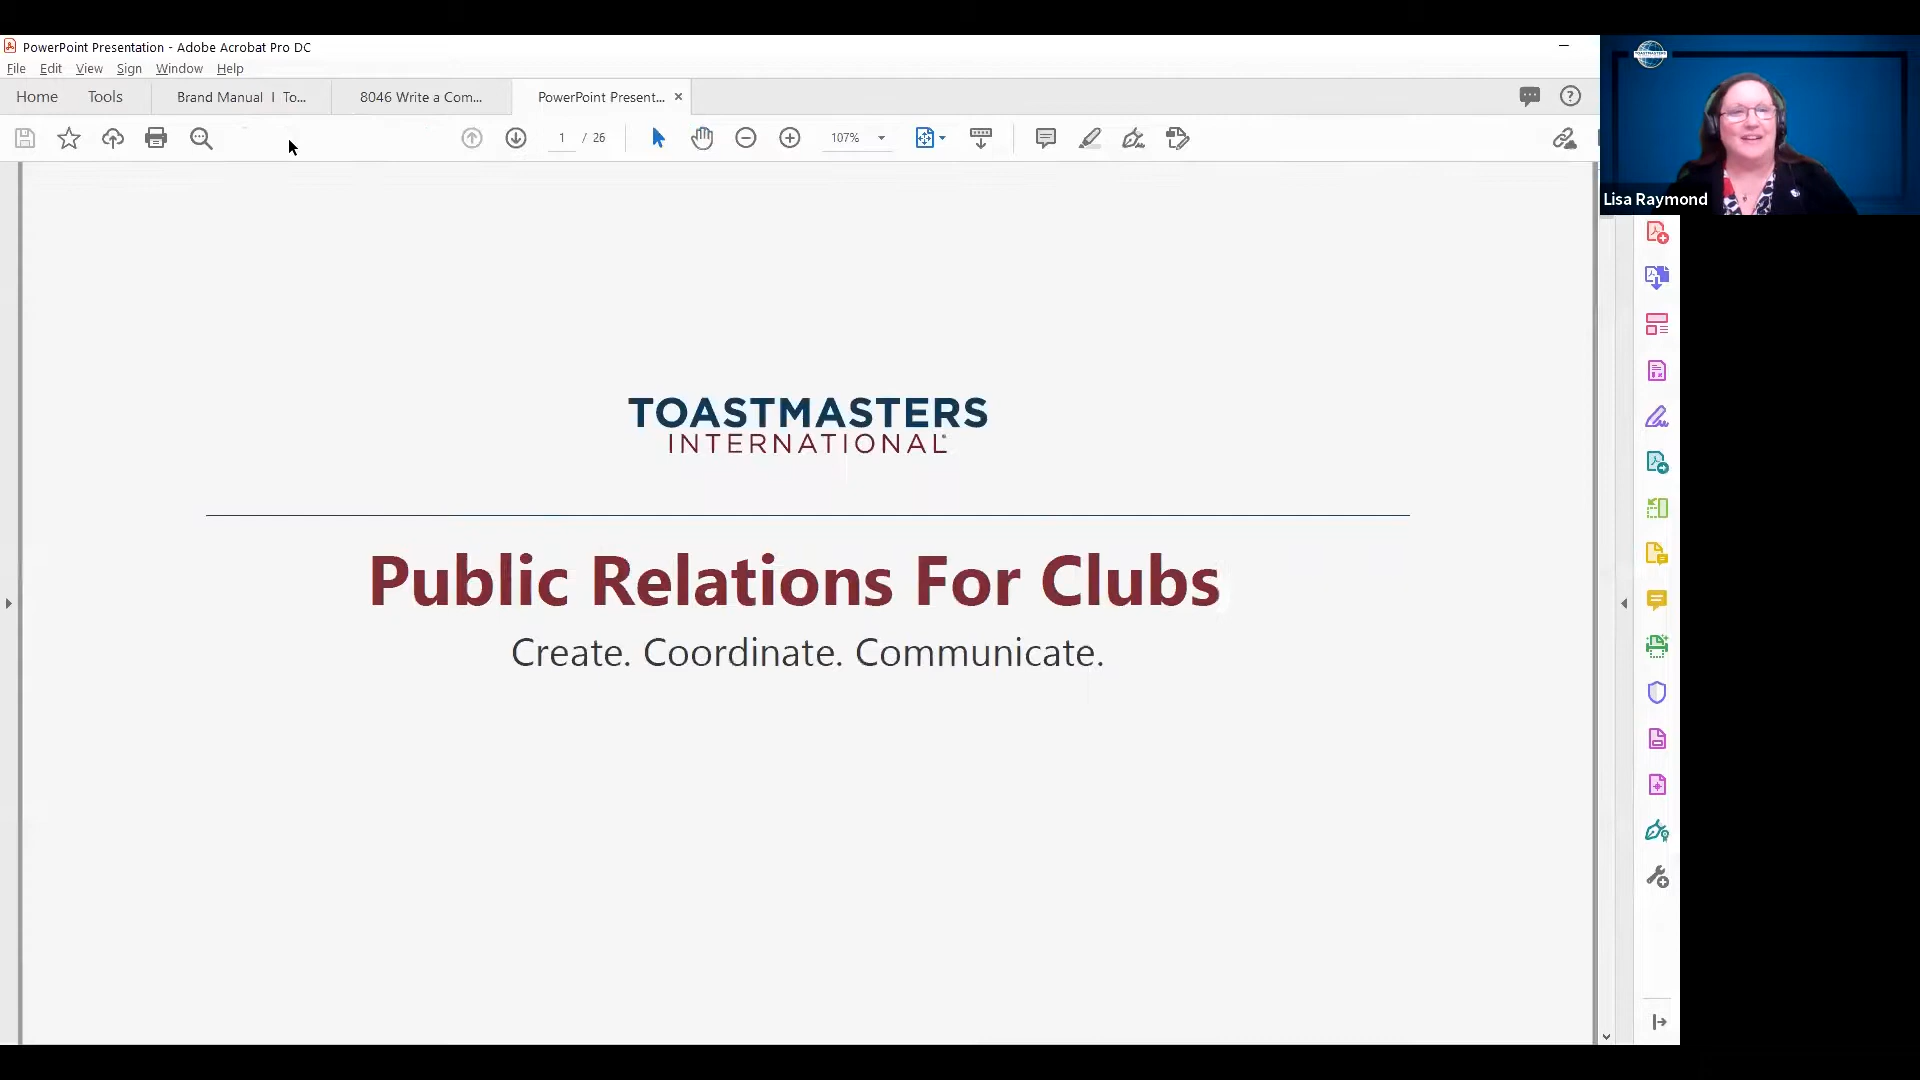 PowerPoint Presentation - Adobe Acrobat Pro DC
File Edit View Sign Window Help
Home Tools Brand Manual I To... 8046 Write a Com... PowerPoint Present... ×
1 / 26 107%
TOASTMASTERS
Lisa Raymond
TOASTMASTERS
INTERNATIONAL
Public Relations For Clubs
Create. Coordinate. Communicate.